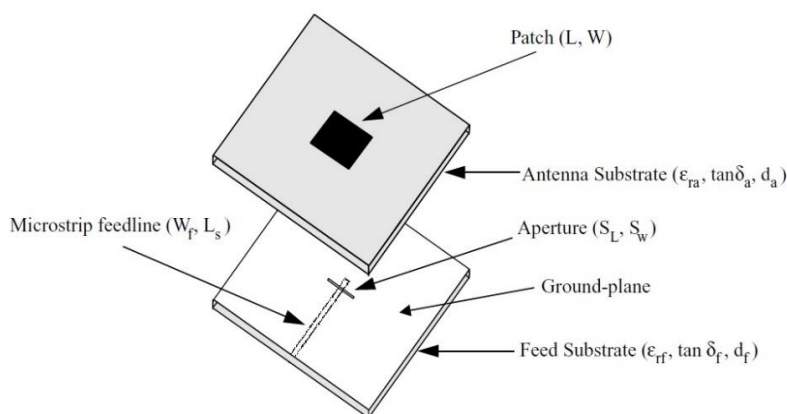 Patch (L, W)
Antenna Substrate (εra, tanδa, da)
Microstrip feedline (Wf, Ls)
Aperture (SL, Sw)
Ground-plane
Feed Substrate (εrf, tan δf, df)